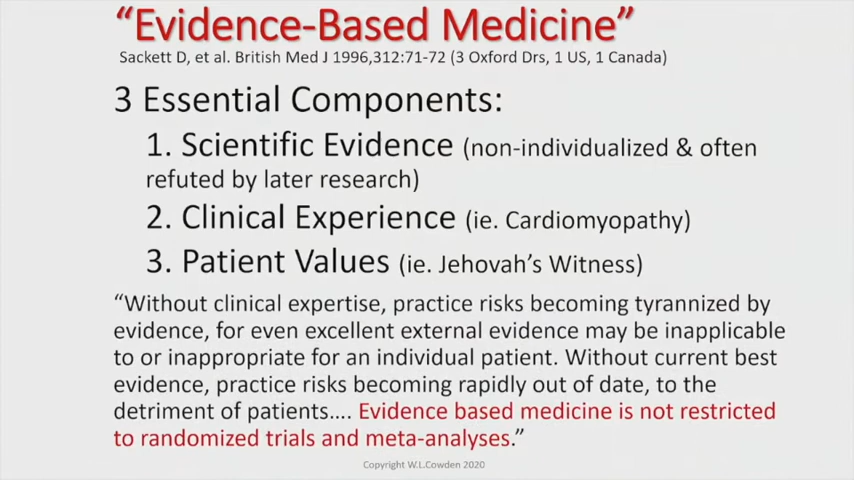 “Evidence-Based Medicine”
Sackett D, et al. British Med J 1996,312:71-72 (3 Oxford Drs, 1 US, 1 Canada)
3 Essential Components:
1. Scientific Evidence (non-individualized & often
refuted by later research)
2. Clinical Experience (ie. Cardiomyopathy)
3. Patient Values (ie. Jehovah’s Witness)
“Without clinical expertise, practice risks becoming tyrannized by
evidence, for even excellent external evidence may be inapplicable
to or inappropriate for an individual patient. Without current best
evidence, practice risks becoming rapidly out of date, to the
detriment of patients…. Evidence based medicine is not restricted
to randomized trials and meta-analyses.”
Copyright W.L.Cowden 2020